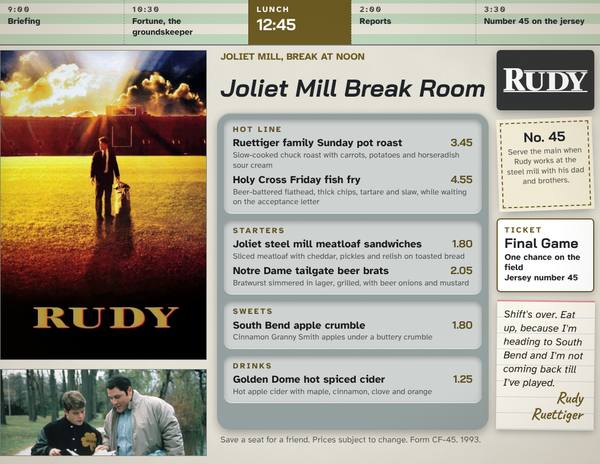 9:00
Briefing
10:30
Fortune, the
groundskeeper
LUNCH
12:45
2:00
Reports
3:30
Number 45 on the jersey
RUDY
JOLIET MILL, BREAK AT NOON
Joliet Mill Break Room
HOT LINE
Ruettiger family Sunday pot roast 3.45
Slow-cooked chuck roast with carrots, potatoes and horseradish
sour cream
Holy Cross Friday fish fry 4.55
Beer-battered flathead, thick chips, tartare and slaw, while waiting
on the acceptance letter
STARTERS
Joliet steel mill meatloaf sandwiches 1.80
Sliced meatloaf with cheddar, pickles and relish on toasted bread
Notre Dame tailgate beer brats 2.05
Bratwurst simmered in lager, grilled, with beer onions and mustard
SWEETS
South Bend apple crumble 1.80
Cinnamon Granny Smith apples under a buttery crumble
DRINKS
Golden Dome hot spiced cider 1.25
Hot apple cider with maple, cinnamon, clove and orange
Save a seat for a friend. Prices subject to change. Form CF-45. 1993.
RUDY
No. 45
Serve the main when
Rudy works at the
steel mill with his dad
and brothers.
TICKET
Final Game
One chance on the
field
Jersey number 45
Shift's over. Eat
up, because I'm
heading to South
Bend and I'm not
coming back till
I've played.
Rudy
Ruettiger